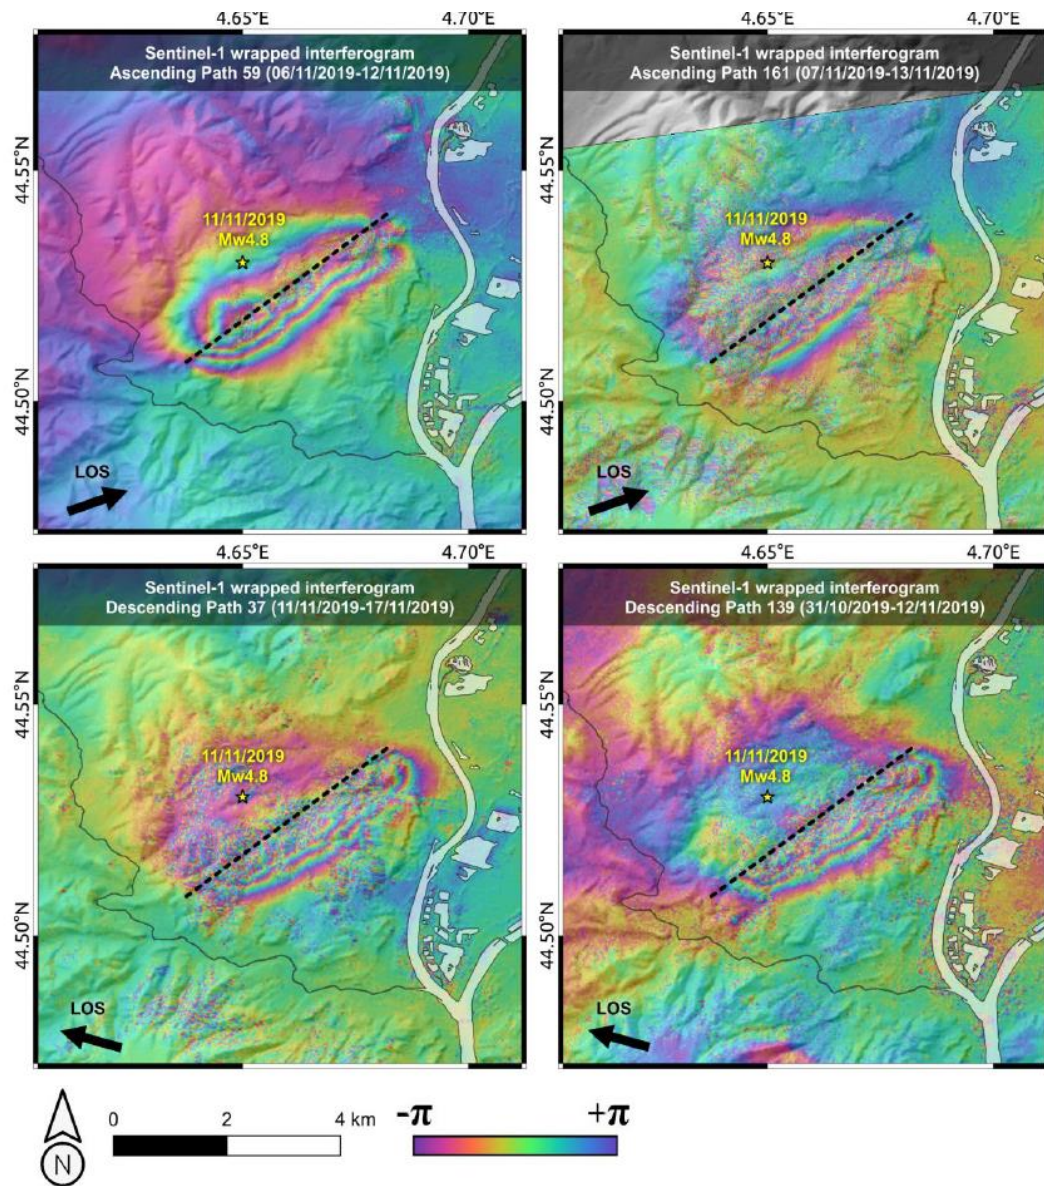 4.65°E 4.70°E 4.65°E 4.70°E
Sentinel-1 wrapped interferogram
Ascending Path 59 (06/11/2019-12/11/2019)
44.55°N
11/11/2019
Mw4.8
44.50°N
LOS
Sentinel-1 wrapped interferogram
Ascending Path 161 (07/11/2019-13/11/2019)
44.55°N
11/11/2019
Mw4.8
44.50°N
LOS
4.65°E 4.70°E 4.65°E 4.70°E
Sentinel-1 wrapped interferogram
Descending Path 37 (11/11/2019-17/11/2019)
44.55°N
11/11/2019
Mw4.8
44.50°N
LOS
Sentinel-1 wrapped interferogram
Descending Path 139 (31/10/2019-12/11/2019)
44.55°N
11/11/2019
Mw4.8
44.50°N
LOS
N
0 2 4 km
-π +π